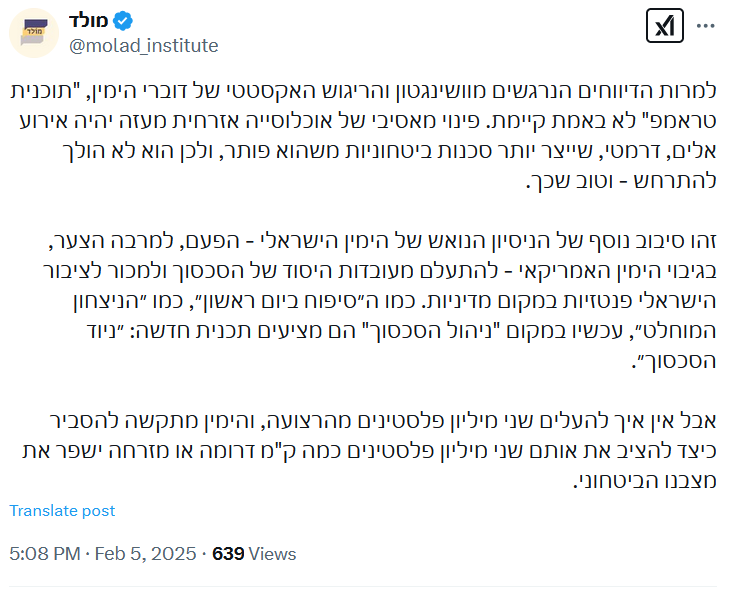 מולד
@molad_institute
למרות הדיווחים הנרגשים מוושינגטון והריגוש האקסטטי של דוברי הימין, "תוכנית
טראמפ" לא באמת קיימת. פינוי מאסיבי של אוכלוסייה אזרחית מעזה יהיה אירוע
אלים, דרמטי, שייצר יותר סכנות ביטחוניות משהוא פותר, ולכן הוא לא הולך
להתרחש - וטוב שכך.
זהו סיבוב נוסף של הניסיון הנואש של הימין הישראלי - הפעם, למרבה הצער,
בגיבוי הימין האמריקאי - להתעלם מעובדות היסוד של הסכסוך ולמכור לציבור
הישראלי פנטזיות במקום מדיניות. כמו ה״סיפוח ביום ראשון״, כמו ״הניצחון
המוחלט״, עכשיו במקום "ניהול הסכסוך" הם מציעים תכנית חדשה: ״ניוד
הסכסוך״.
אבל אין איך להעלים שני מיליון פלסטינים מהרצועה, והימין מתקשה להסביר
כיצד להציב את אותם שני מיליון פלסטינים כמה ק"מ דרומה או מזרחה ישפר את
מצבנו הביטחוני.
Translate post
5:08 PM · Feb 5, 2025 · 639 Views